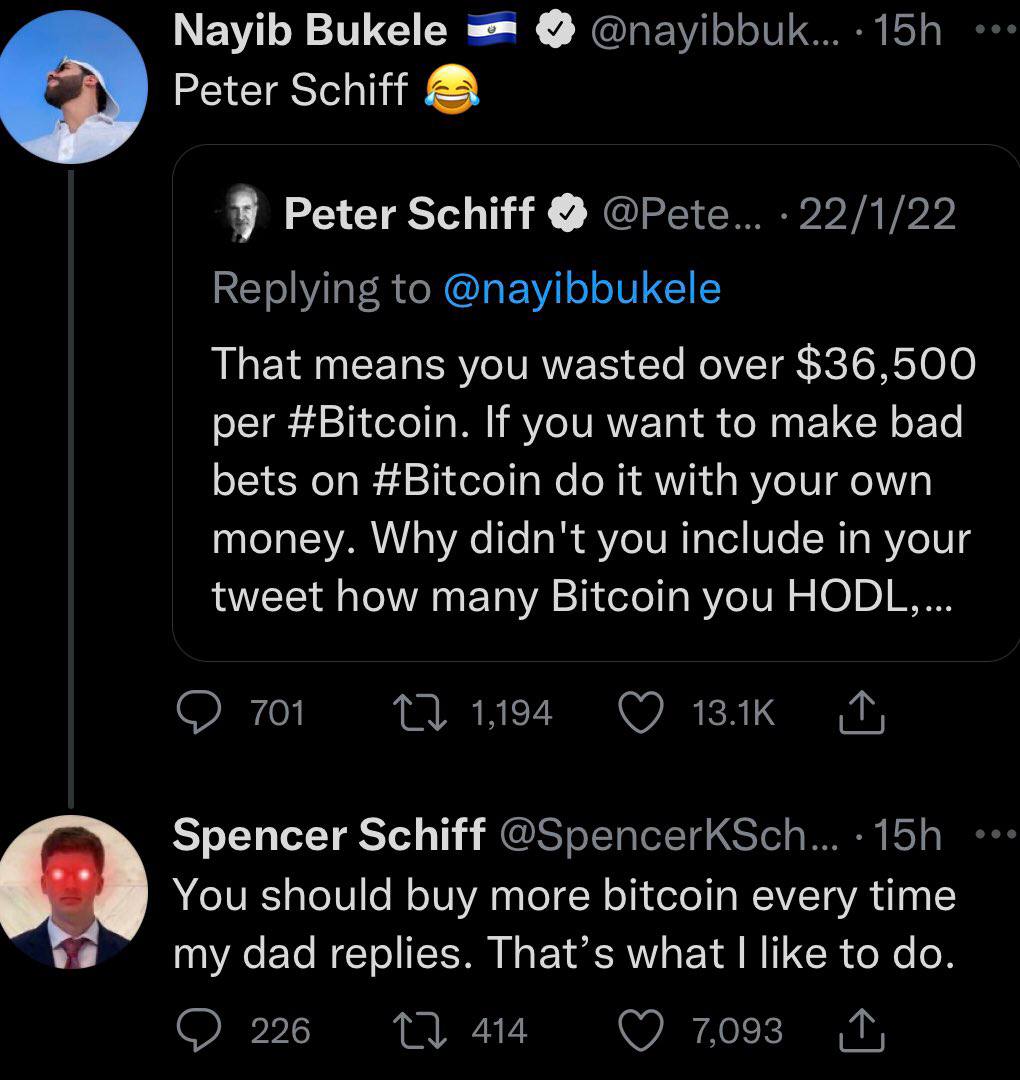 Nayib Bukele 🇸🇻 @nayibbuk... · 15h
Peter Schiff 😂
Peter Schiff @Pete... · 22/1/22
Replying to @nayibbukele
That means you wasted over $36,500
per #Bitcoin. If you want to make bad
bets on #Bitcoin do it with your own
money. Why didn't you include in your
tweet how many Bitcoin you HODL,...
701 1,194 13.1K
Spencer Schiff @SpencerKSch... · 15h
You should buy more bitcoin every time
my dad replies. That’s what I like to do.
226 414 7,093